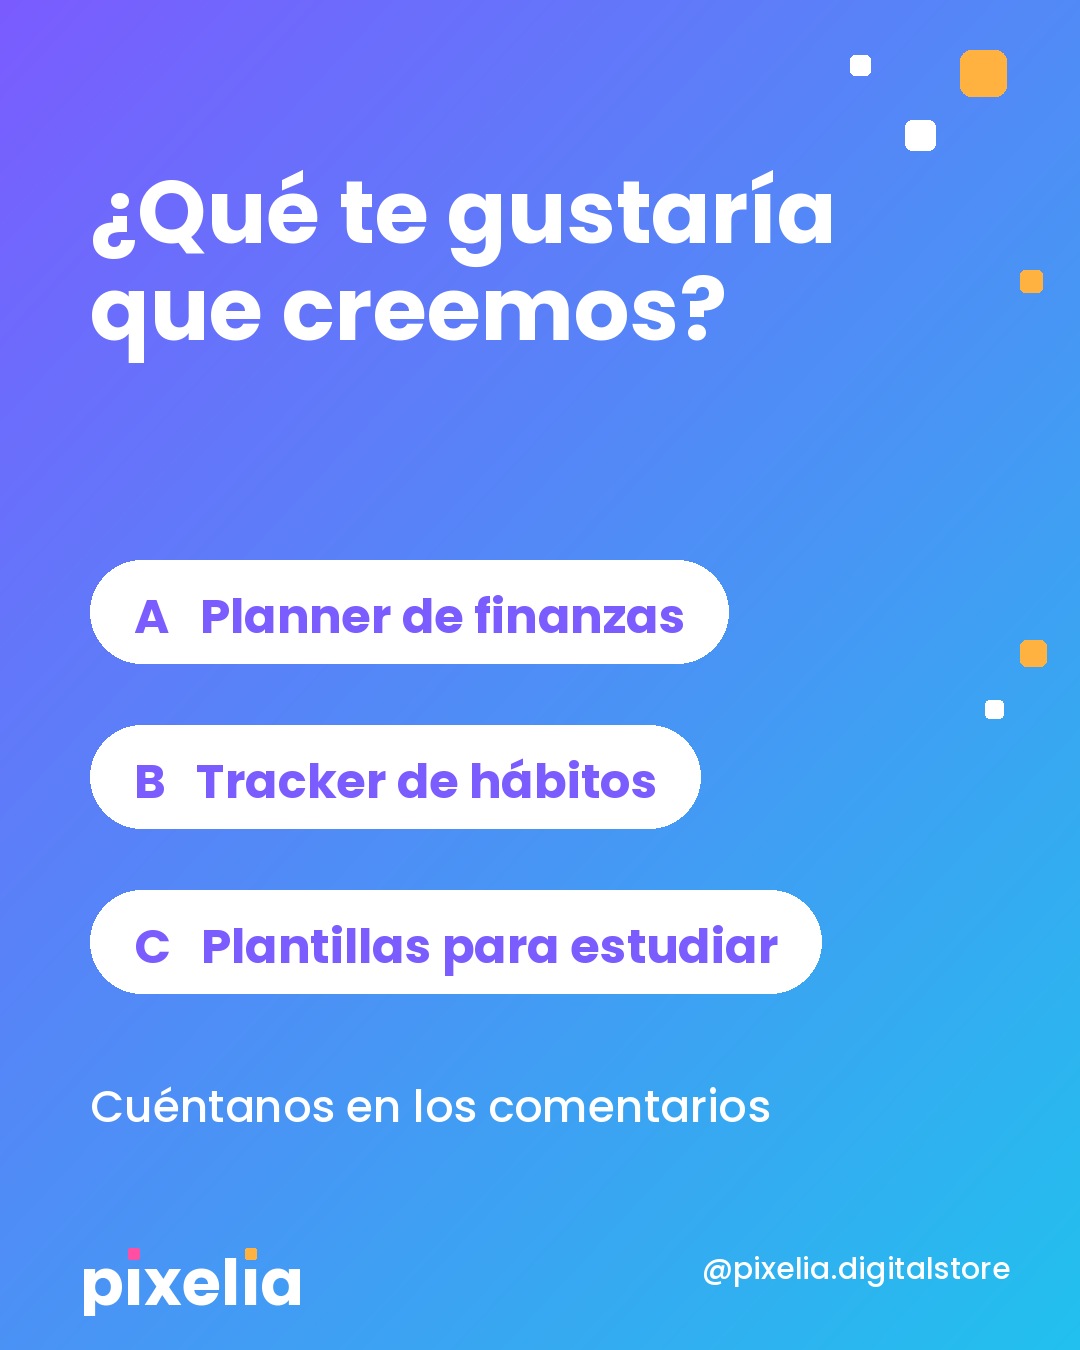 ¿Qué te gustaría
que creemos?
A Planner de finanzas
B Tracker de hábitos
C Plantillas para estudiar
Cuéntanos en los comentarios
pixelia
@pixelia.digitalstore